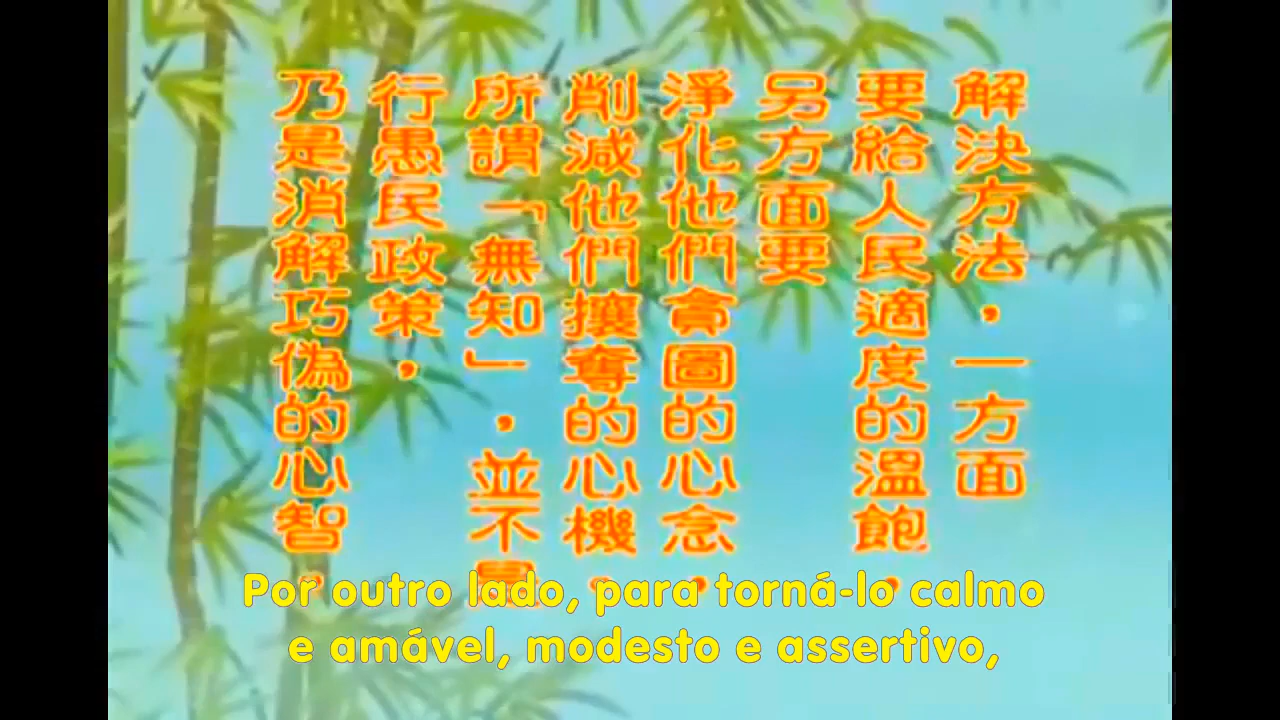 解決方法，一方面
要給人民適度的溫飽，
另方面要
淨化他們貪圖的心念，
削減他們攘奪的心機，
所謂「無知」，並不是
行愚民政策，
乃是消解巧偽的心智，
Por outro lado, para torná-lo calmo
e amável, modesto e assertivo,